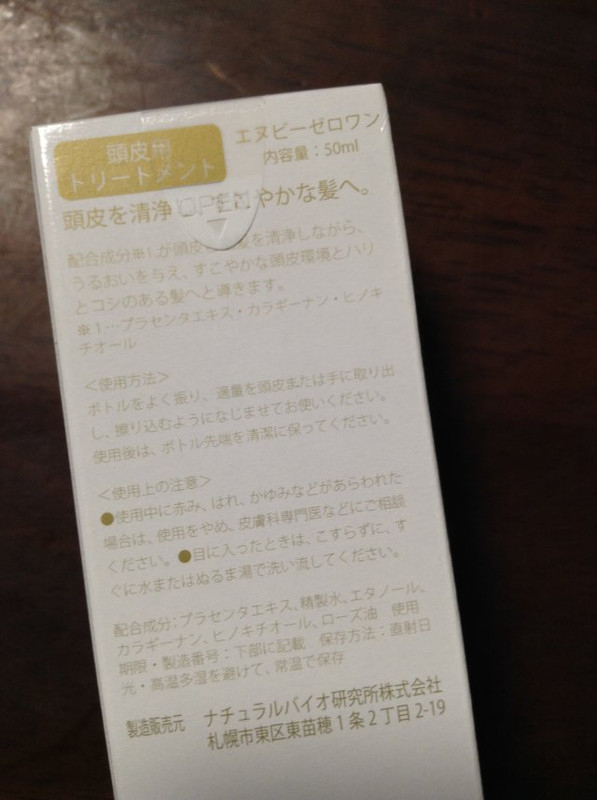 頭皮用
トリートメント
エヌビーゼロワン
内容量：50ml
頭皮を清浄 OPEN やかな髪へ。
配合成分※1が頭皮 を清浄しながら、
うるおいを与え、すこやかな頭皮環境とハリ
とコシのある髪へと導きます。
※1…プラセンタエキス・カラギーナン・ヒノキ
チオール
＜使用方法＞
ボトルをよく振り、適量を頭皮または手に取り出
し、擦り込むようになじませてお使いください。
使用後は、ボトル先端を清潔に保ってください。
＜使用上の注意＞
●使用中に赤み、はれ、かゆみなどがあらわれた
場合は、使用をやめ、皮膚科専門医などにご相談
ください。●目に入ったときは、こすらずに、す
ぐに水またはぬるま湯で洗い流してください。
配合成分：プラセンタエキス、精製水、エタノール、
カラギーナン、ヒノキチオール、ローズ油　使用
期限・製造番号：下部に記載　保存方法：直射日
光・高温多湿を避けて、常温で保存
製造販売元　ナチュラルバイオ研究所株式会社
札幌市東区東苗穂1条2丁目2-19